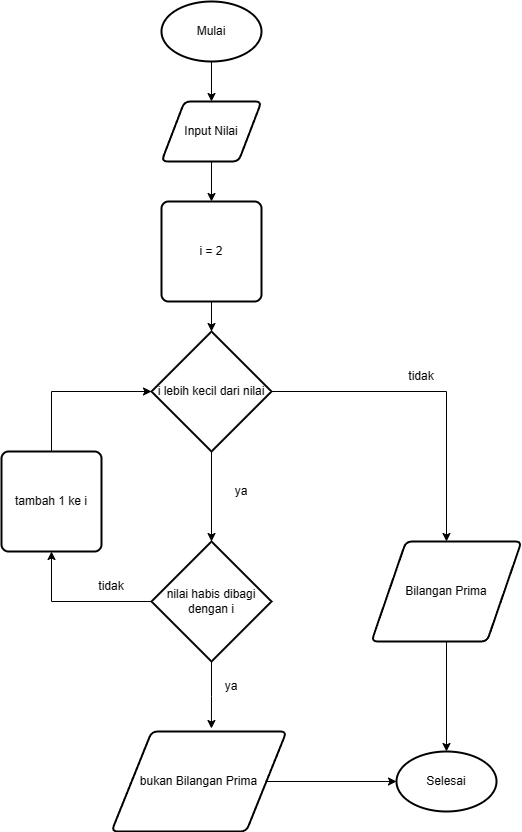 Mulai
Input Nilai
i = 2
i lebih kecil dari nilai
tidak
tambah 1 ke i
ya
tidak
nilai habis dibagi
dengan i
Bilangan Prima
ya
bukan Bilangan Prima
Selesai